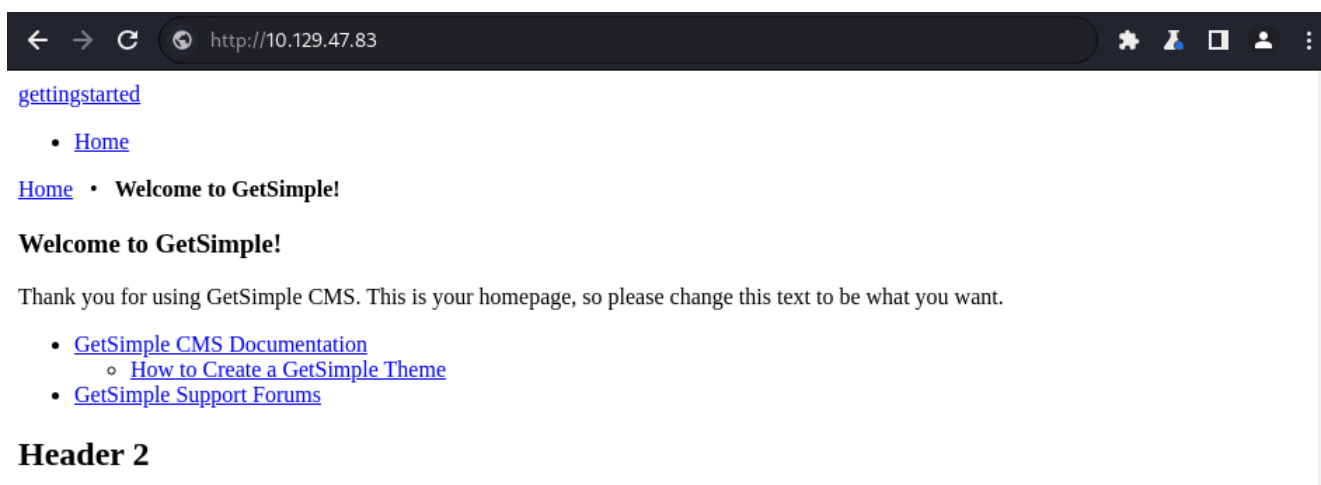 http://10.129.47.83
gettingstarted
• Home
Home • Welcome to GetSimple!
Welcome to GetSimple!
Thank you for using GetSimple CMS. This is your homepage, so please change this text to be what you want.
• GetSimple CMS Documentation
◦ How to Create a GetSimple Theme
• GetSimple Support Forums
Header 2